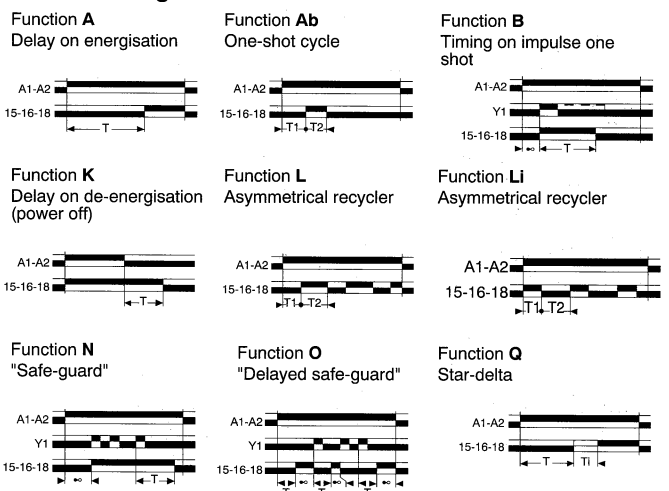 Function A
Delay on energisation
A1-A2
15-16-18
T
Function Ab
One-shot cycle
A1-A2
15-16-18
T1 T2
Function B
Timing on impulse one
shot
A1-A2
Y1
15-16-18
∞ T
Function K
Delay on de-energisation
(power off)
A1-A2
15-16-18
T
Function L
Asymmetrical recycler
A1-A2
15-16-18
T1 T2
Function Li
Asymmetrical recycler
A1-A2
15-16-18
T1 T2
Function N
"Safe-guard"
A1-A2
Y1
15-16-18
∞ T
Function O
"Delayed safe-guard"
A1-A2
Y1
15-16-18
∞ ∞ ∞
Function Q
Star-delta
A1-A2
15-16-18
T Ti